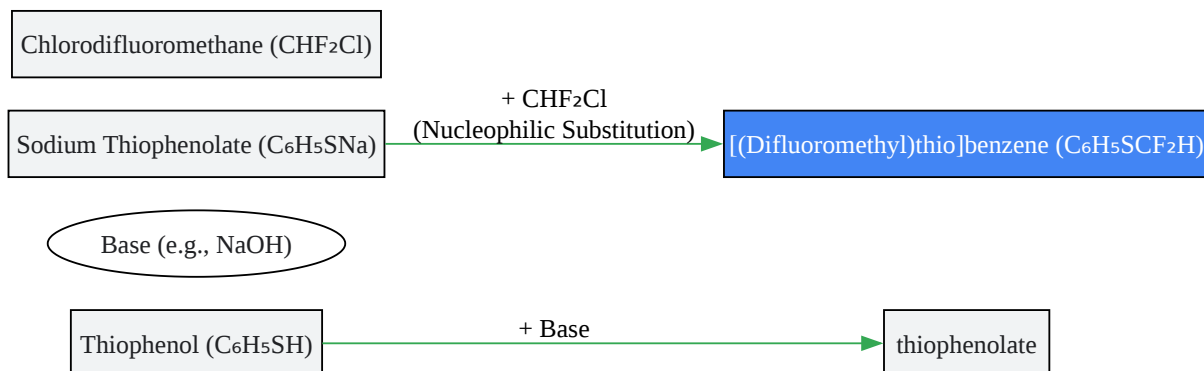 Chlorodifluoromethane (CHF₂Cl)
+ CHF₂Cl
(Nucleophilic Substitution)
Sodium Thiophenolate (C₆H₅SNa)
[(Difluoromethyl)thio]benzene (C₆H₅SCF₂H)
Base (e.g., NaOH)
+ Base
Thiophenol (C₆H₅SH)
thiophenolate